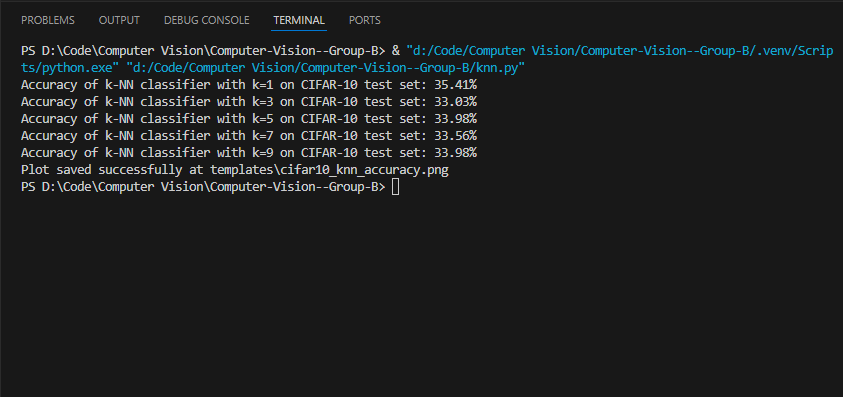 PROBLEMS OUTPUT DEBUG CONSOLE TERMINAL PORTS
PS D:\Code\Computer Vision\Computer-Vision--Group-B> & "d:/Code/Computer Vision/Computer-Vision--Group-B/.venv/Scrip
ts/python.exe" "d:/Code/Computer Vision/Computer-Vision--Group-B/knn.py"
Accuracy of k-NN classifier with k=1 on CIFAR-10 test set: 35.41%
Accuracy of k-NN classifier with k=3 on CIFAR-10 test set: 33.03%
Accuracy of k-NN classifier with k=5 on CIFAR-10 test set: 33.98%
Accuracy of k-NN classifier with k=7 on CIFAR-10 test set: 33.56%
Accuracy of k-NN classifier with k=9 on CIFAR-10 test set: 33.98%
Plot saved successfully at templates\cifar10_knn_accuracy.png
PS D:\Code\Computer Vision\Computer-Vision--Group-B>